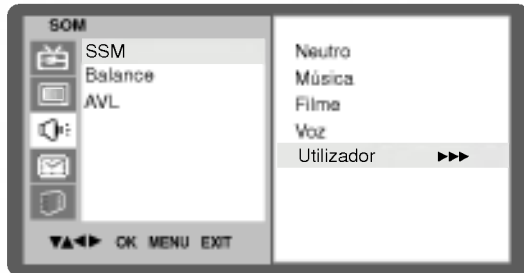 SOM
SSM
Balance
AVL
Neutro
Música
Filme
Voz
Utilizador ►►►
▼▲◄► OK MENU EXIT